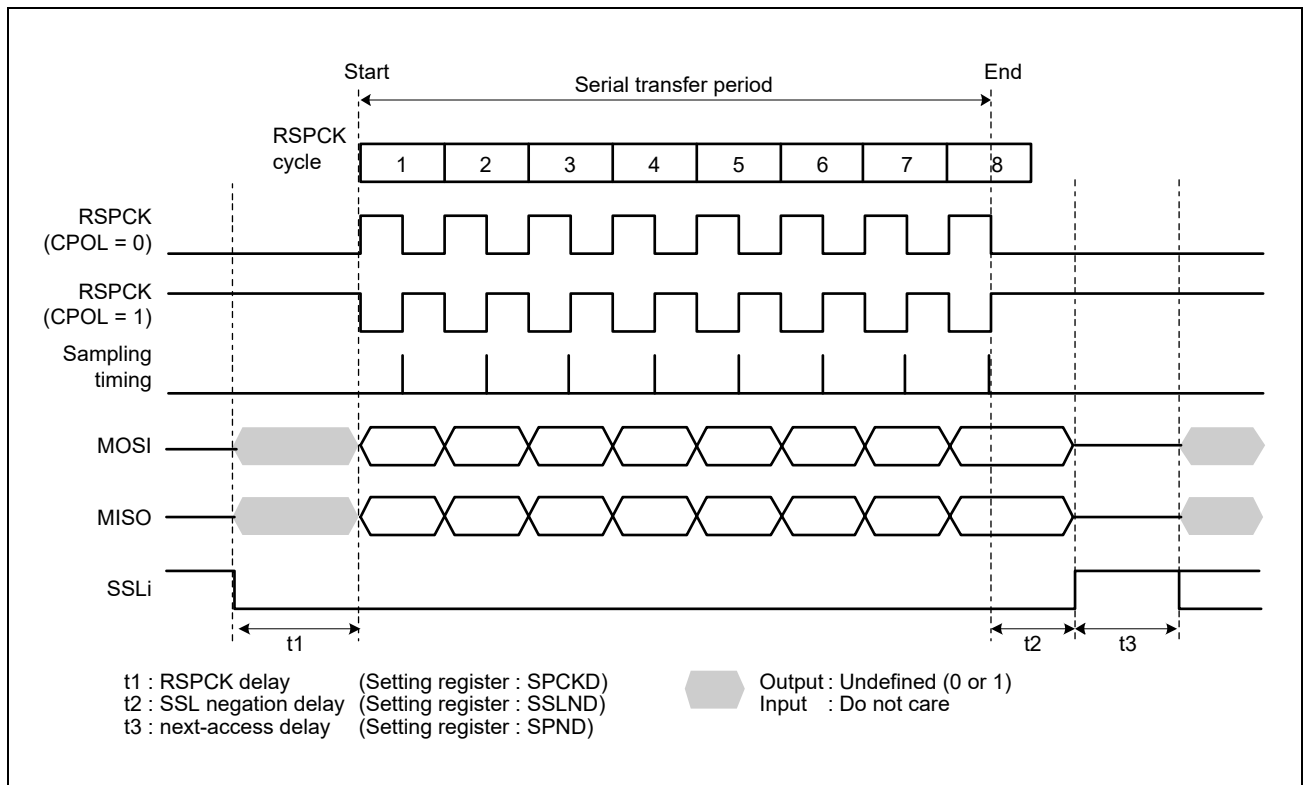 Start
End
Serial transfer period
RSPCK
cycle
1 2 3 4 5 6 7 8
RSPCK
(CPOL = 0)
RSPCK
(CPOL = 1)
Sampling
timing
MOSI
MISO
SSLi
t1
t2
t3
t1 : RSPCK delay (Setting register : SPCKD)
t2 : SSL negation delay (Setting register : SSLND)
t3 : next-access delay (Setting register : SPND)
Output : Undefined (0 or 1)
Input : Do not care